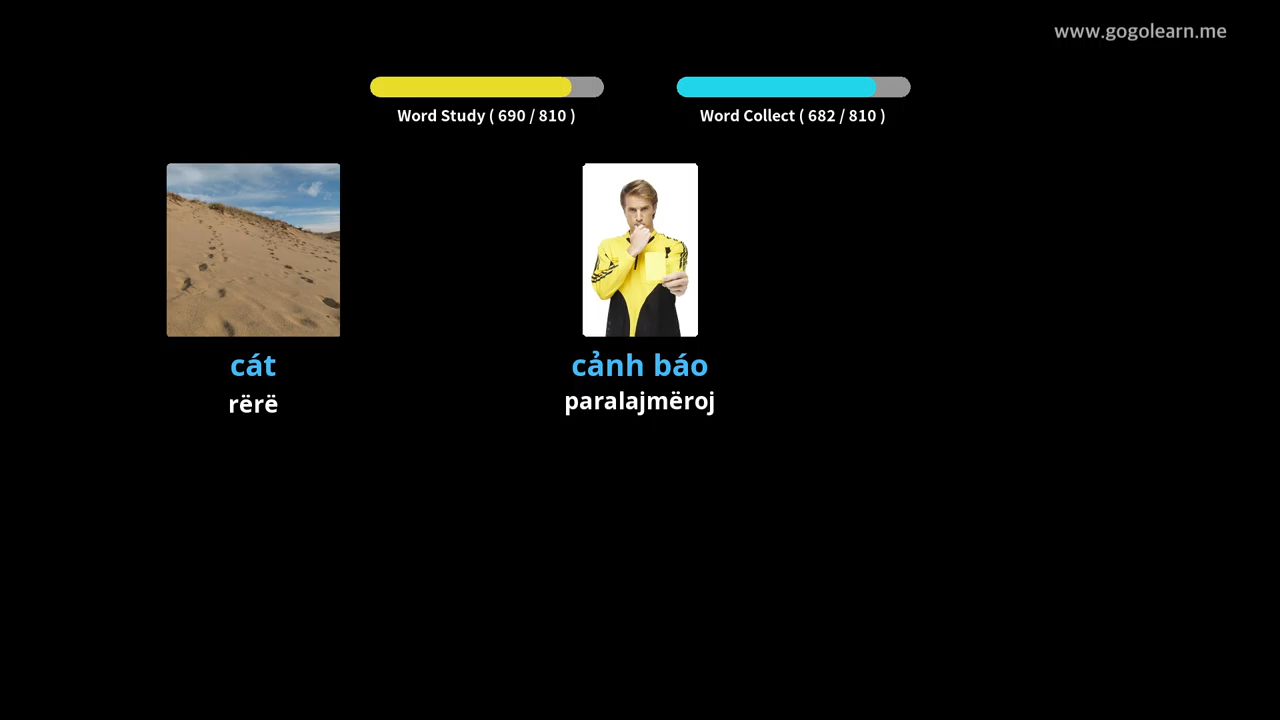 www.gogolearn.me
Word Study ( 690 / 810 )
Word Collect ( 682 / 810 )
cát
rërë
cảnh báo
paralajmëroj